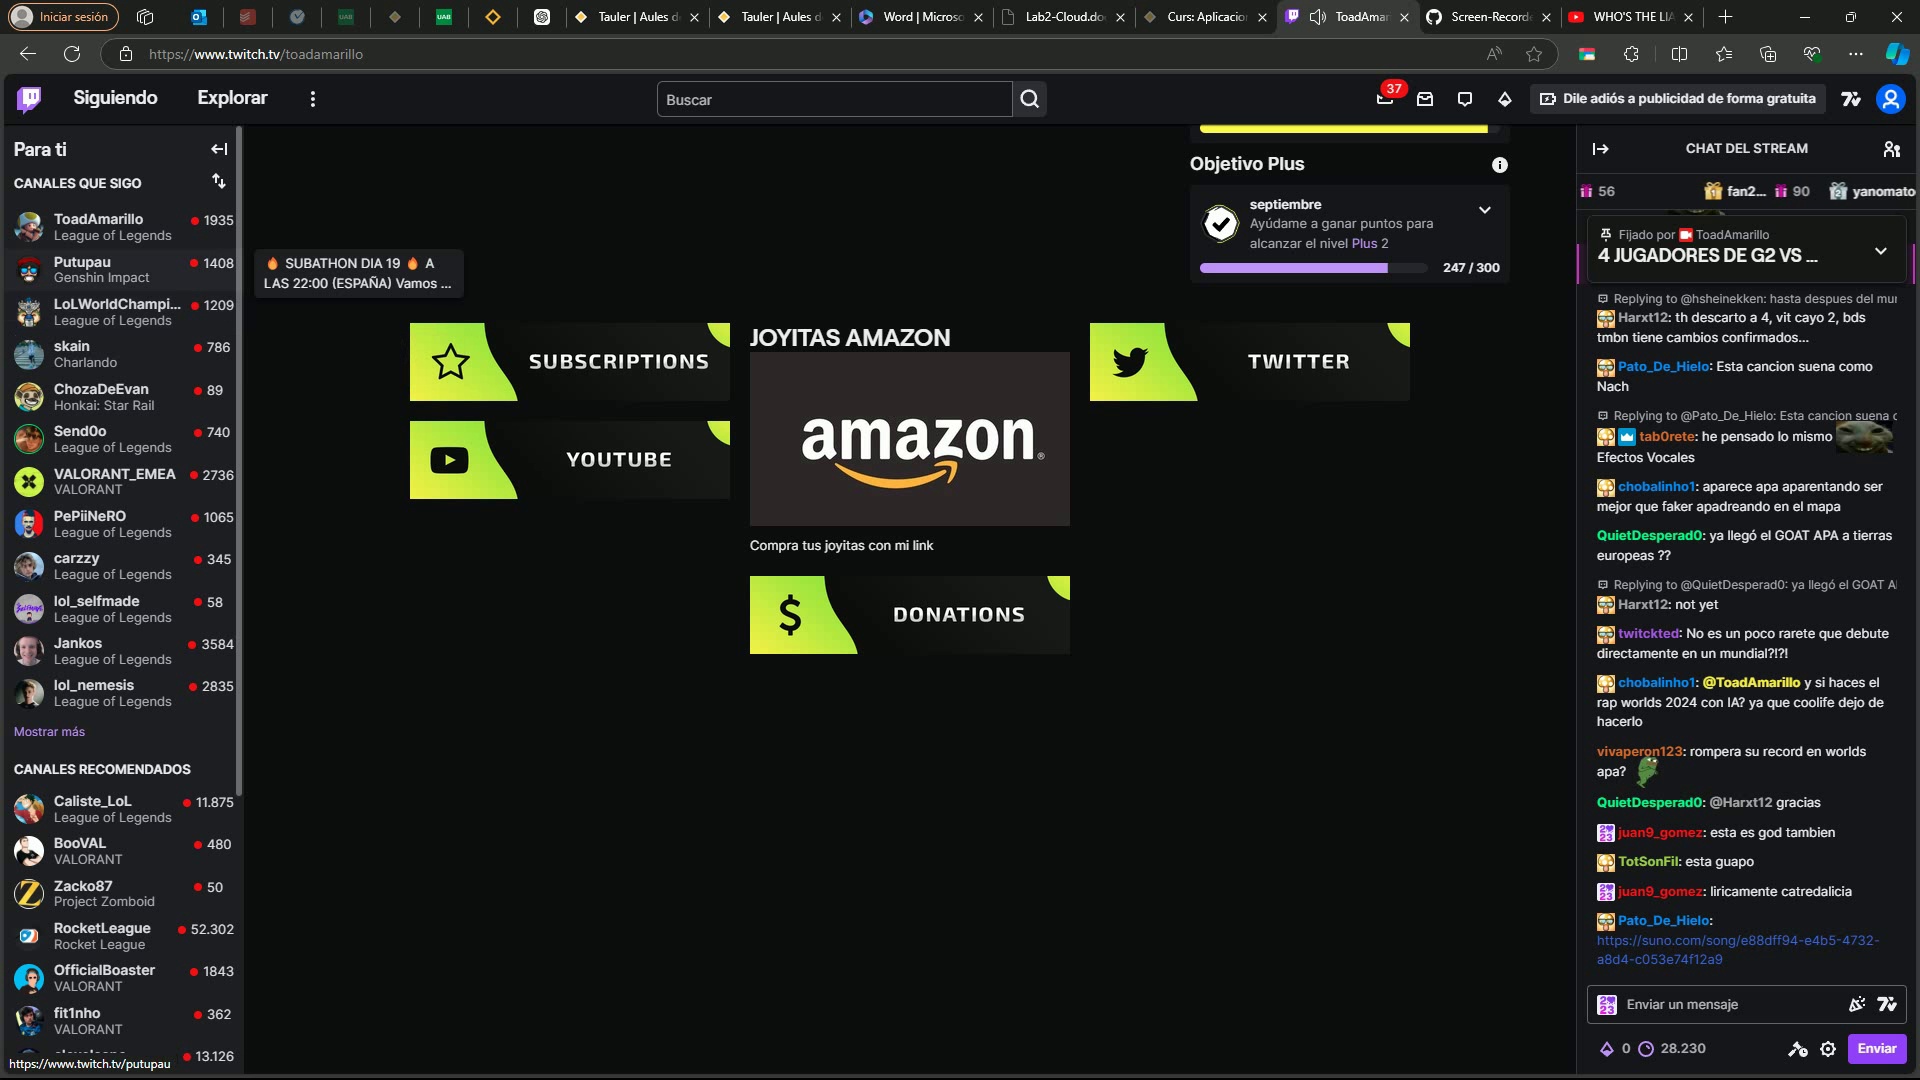 Iniciar sesión
Tauler | Aules d
Tauler | Aules d
Word | Microso
Lab2-Cloud.do
Curs: Aplicacion
ToadAmar
Screen-Record
WHO'S THE LIA
https://www.twitch.tv/toadamarillo
Siguiendo
Explorar
Buscar
37
Dile adiós a publicidad de forma gratuita
Para ti
CANALES QUE SIGO
ToadAmarillo
1935
League of Legends
Putupau
1408
Genshin Impact
LoLWorldChampi...
1209
League of Legends
skain
786
Charlando
ChozaDeEvan
89
Honkai: Star Rail
Send0o
740
League of Legends
VALORANT_EMEA
2736
VALORANT
PePiiNeRO
1065
League of Legends
carzzy
345
League of Legends
lol_selfmade
58
League of Legends
Jankos
3584
League of Legends
lol_nemesis
2835
League of Legends
Mostrar más
CANALES RECOMENDADOS
Caliste_LoL
11.875
League of Legends
BooVAL
480
VALORANT
Zacko87
50
Project Zomboid
RocketLeague
52.302
Rocket League
OfficialBoaster
1843
VALORANT
fit1nho
362
VALORANT
13.126
https://www.twitch.tv/putupau
🔥 SUBATHON DIA 19 🔥 A
LAS 22:00 (ESPAÑA) Vamos ...
Objetivo Plus
septiembre
Ayúdame a ganar puntos para
alcanzar el nivel Plus 2
247 / 300
SUBSCRIPTIONS
YOUTUBE
JOYITAS AMAZON
amazon
Compra tus joyitas con mi link
DONATIONS
TWITTER
CHAT DEL STREAM
56
fan2...
90
yanomato
Fijado por ToadAmarillo
4 JUGADORES DE G2 VS ...
Replying to @hsheinekken: hasta despues del mun
Harxt12: th descarto a 4, vit cayo 2, bds
tmbn tiene cambios confirmados...
Pato_De_Hielo: Esta cancion suena como
Nach
Replying to @Pato_De_Hielo: Esta cancion suena c
tab0rete: he pensado lo mismo
Efectos Vocales
chobalinho1: aparece apa aparentando ser
mejor que faker apadreando en el mapa
QuietDesperad0: ya llegó el GOAT APA a tierras
europeas ??
Replying to @QuietDesperad0: ya llegó el GOAT A
Harxt12: not yet
twitckted: No es un poco rarete que debute
directamente en un mundial?!?!
chobalinho1: @ToadAmarillo y si haces el
rap worlds 2024 con IA? ya que coolife dejo de
hacerlo
vivaperon123: rompera su record en worlds
apa?
QuietDesperad0: @Harxt12 gracias
juan9_gomez: esta es god tambien
TotSonFil: esta guapo
juan9_gomez: liricamente catredalicia
Pato_De_Hielo:
https://suno.com/song/e88dff94-e4b5-4732-
a8d4-c053e74f12a9
Enviar un mensaje
0
28.230
Enviar